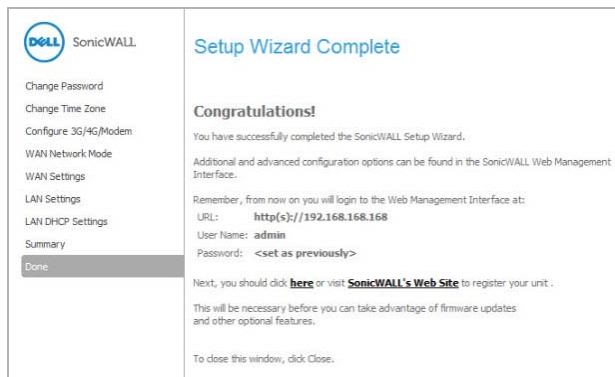 DELL SonicWALL
Setup Wizard Complete
Change Password
Change Time Zone
Configure 3G/4G/Modem
WAN Network Mode
WAN Settings
LAN Settings
LAN DHCP Settings
Summary
Done
Congratulations!
You have successfully completed the SonicWALL Setup Wizard.
Additional and advanced configuration options can be found in the SonicWALL Web Management
Interface.
Remember, from now on you will login to the Web Management Interface at:
URL: http(s)://192.168.168.168
User Name: admin
Password: <set as previously>
Next, you should click here or visit SonicWALL's Web Site to register your unit .
This will be necessary before you can take advantage of firmware updates
and other optional features.
To close this window, click Close.